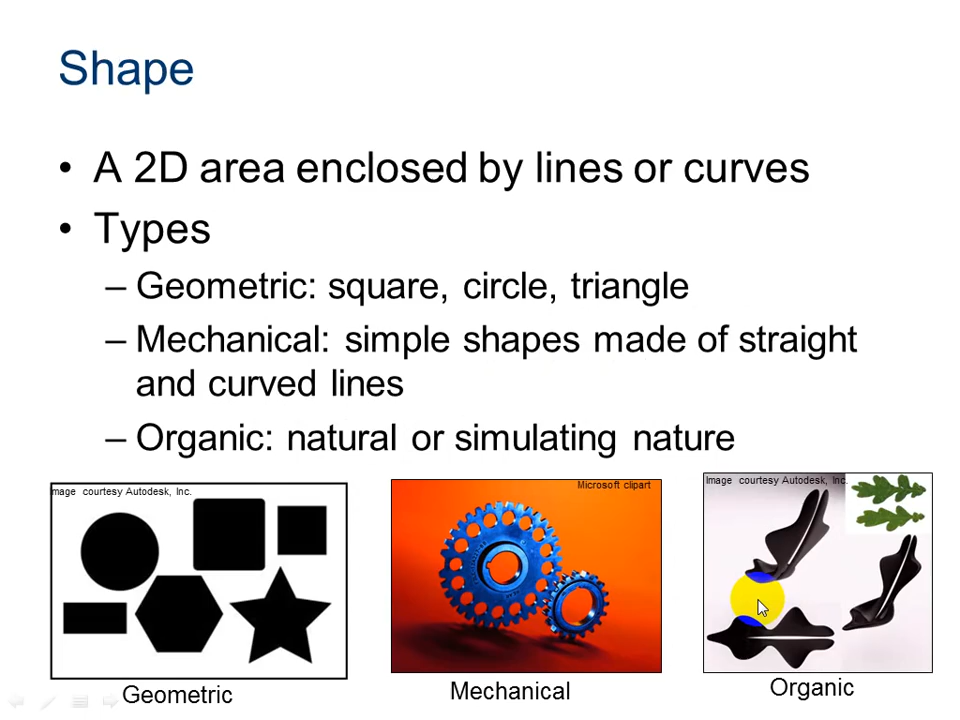 Shape
• A 2D area enclosed by lines or curves
• Types
– Geometric: square, circle, triangle
– Mechanical: simple shapes made of straight
and curved lines
– Organic: natural or simulating nature
mage courtesy Autodesk, Inc.
Microsoft clipart
Image courtesy Autodesk, Inc.
Geometric
Mechanical
Organic